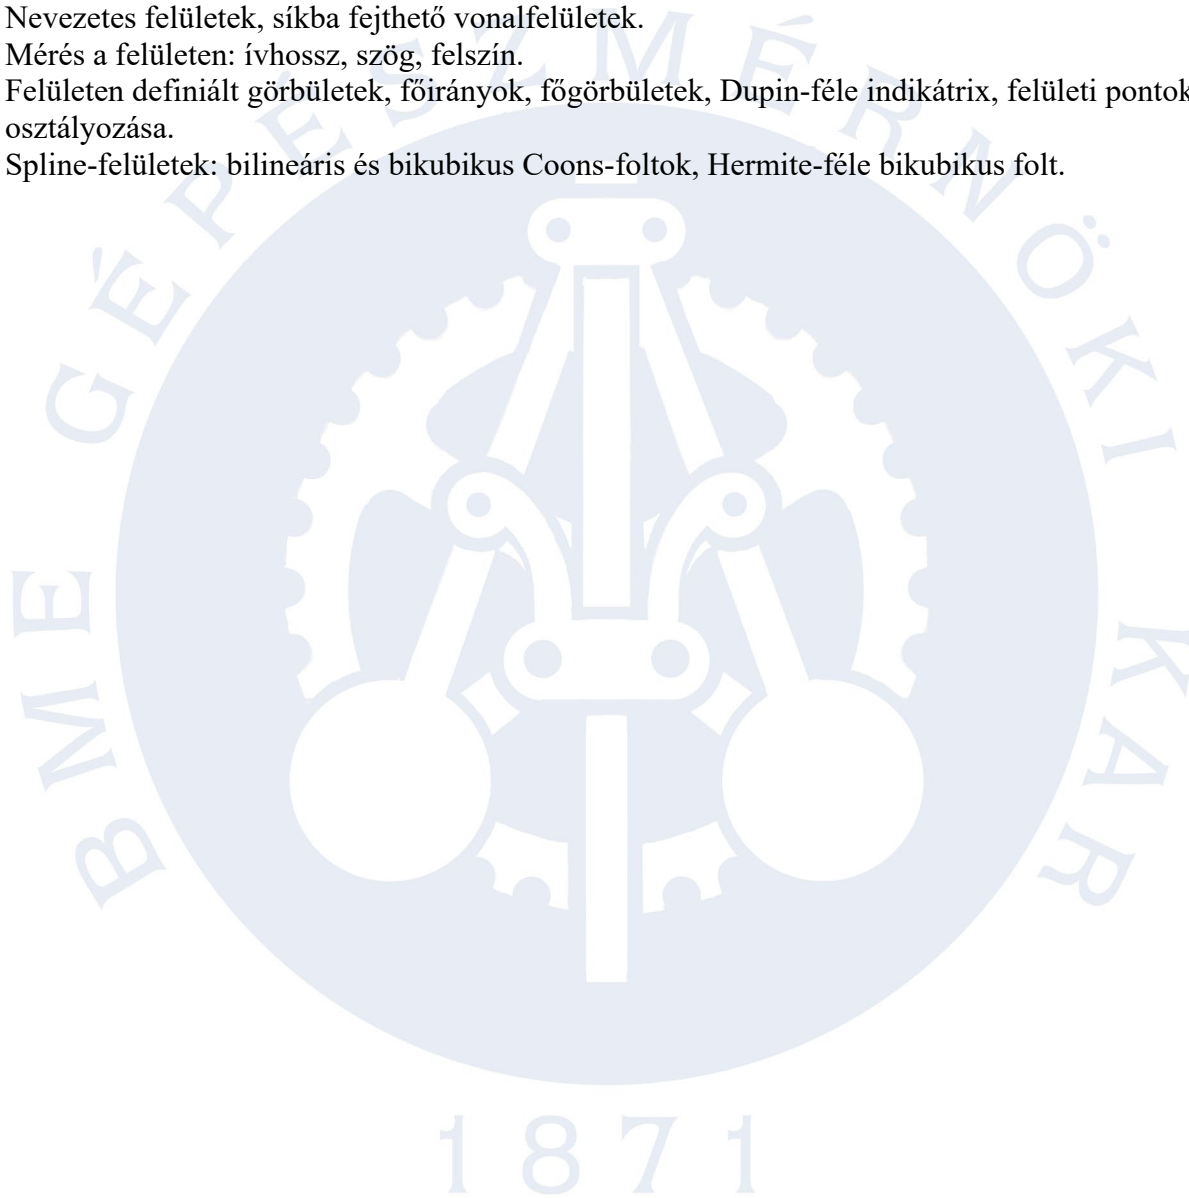 Nevezetes felületek, síkba fejthető vonalfelületek.
Mérés a felületen: ívhossz, szög, felszín.
Felületen definiált görbületek, főirányok, főgörbületek, Dupin-féle indikátrix, felületi pontok
osztályozása.
Spline-felületek: bilineáris és bikubikus Coons-foltok, Hermite-féle bikubikus folt.
BME GÉPÉSZMÉRNÖKI KAR
1871